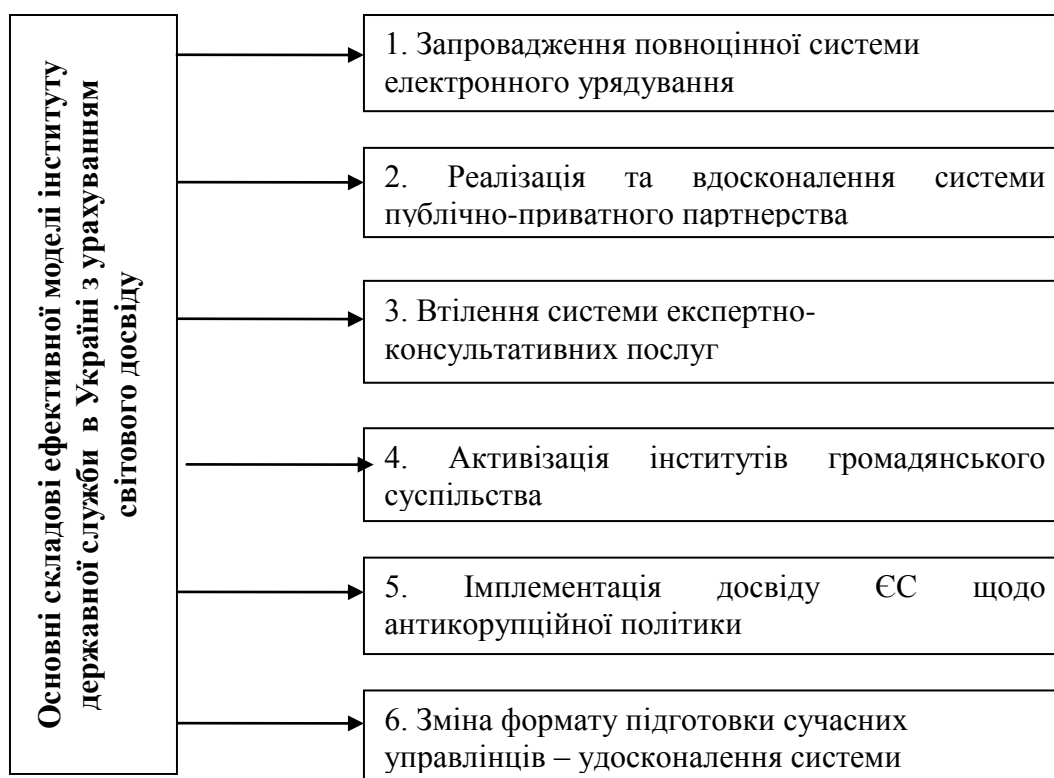 Основні складові ефективної моделі інституту
державної служби в Україні з урахуванням
світового досвіду
1. Запровадження повноцінної системи
електронного урядування
2. Реалізація та вдосконалення системи
публічно-приватного партнерства
3. Втілення системи експертно-
консультативних послуг
4. Активізація інститутів громадянського
суспільства
5. Імплементація досвіду ЄС щодо
антикорупційної політики
6. Зміна формату підготовки сучасних
управлінців – удосконалення системи